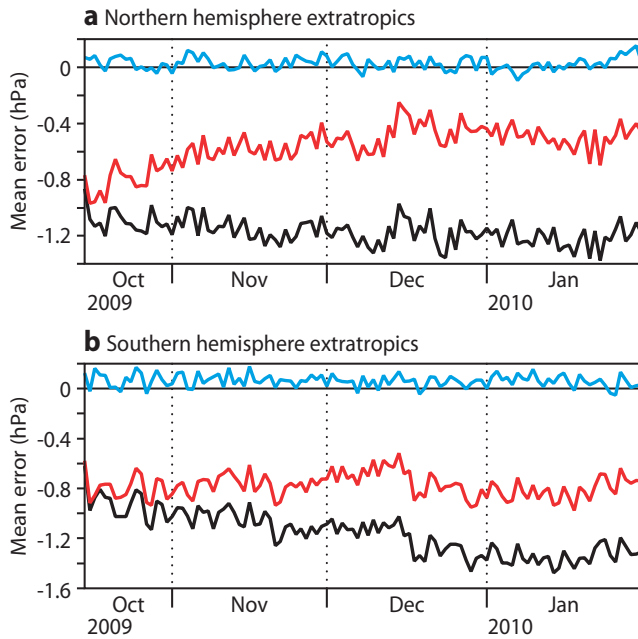 a Northern hemisphere extratropics
Mean error (hPa)
0
-0.4
-0.8
-1.2
Oct Nov Dec Jan
2009 2010
b Southern hemisphere extratropics
Mean error (hPa)
0
-0.4
-0.8
-1.2
-1.6
Oct Nov Dec Jan
2009 2010